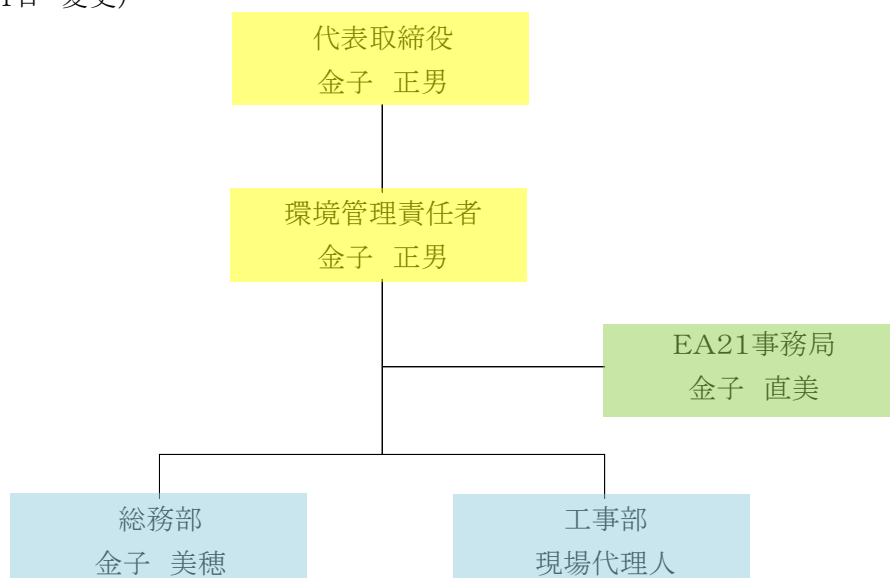 変更)
代表取締役
金子 正男
環境管理責任者
金子 正男
EA21事務局
金子 直美
総務部
金子 美穂
工事部
現場代理人